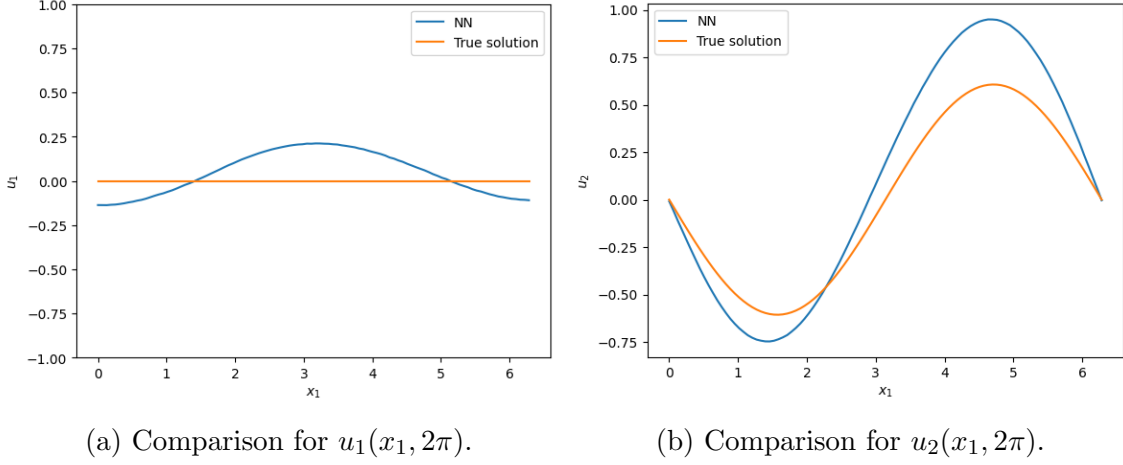 1.00
0.75
0.50
0.25
0.00
−0.25
−0.50
−0.75
−1.00
u₁
0 1 2 3 4 5 6
x₁
NN
True solution
1.00
0.75
0.50
0.25
0.00
−0.25
−0.50
−0.75
u₂
0 1 2 3 4 5 6
x₁
NN
True solution
(a) Comparison for u₁(x₁, 2π).
(b) Comparison for u₂(x₁, 2π).